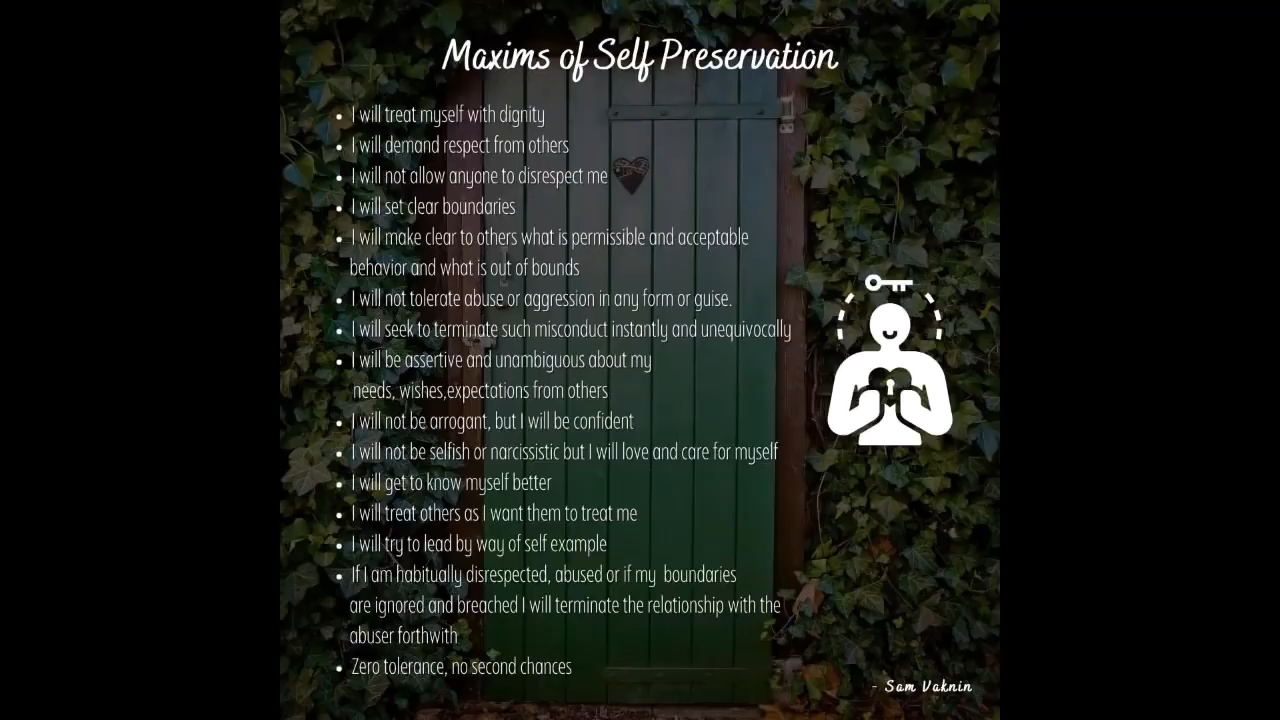 Maxims of Self Preservation
• I will treat myself with dignity
• I will demand respect from others
• I will not allow anyone to disrespect me
• I will set clear boundaries
• I will make clear to others what is permissible and acceptable
behavior and what is out of bounds
• I will not tolerate abuse or aggression in any form or guise.
• I will seek to terminate such misconduct instantly and unequivocally
• I will be assertive and unambiguous about my
needs, wishes,expectations from others
• I will not be arrogant, but I will be confident
• I will not be selfish or narcissistic but I will love and care for myself
• I will get to know myself better
• I will treat others as I want them to treat me
• I will try to lead by way of self example
• If I am habitually disrespected, abused or if my boundaries
are ignored and breached I will terminate the relationship with the
abuser forthwith
• Zero tolerance, no second chances
- Sam Vaknin